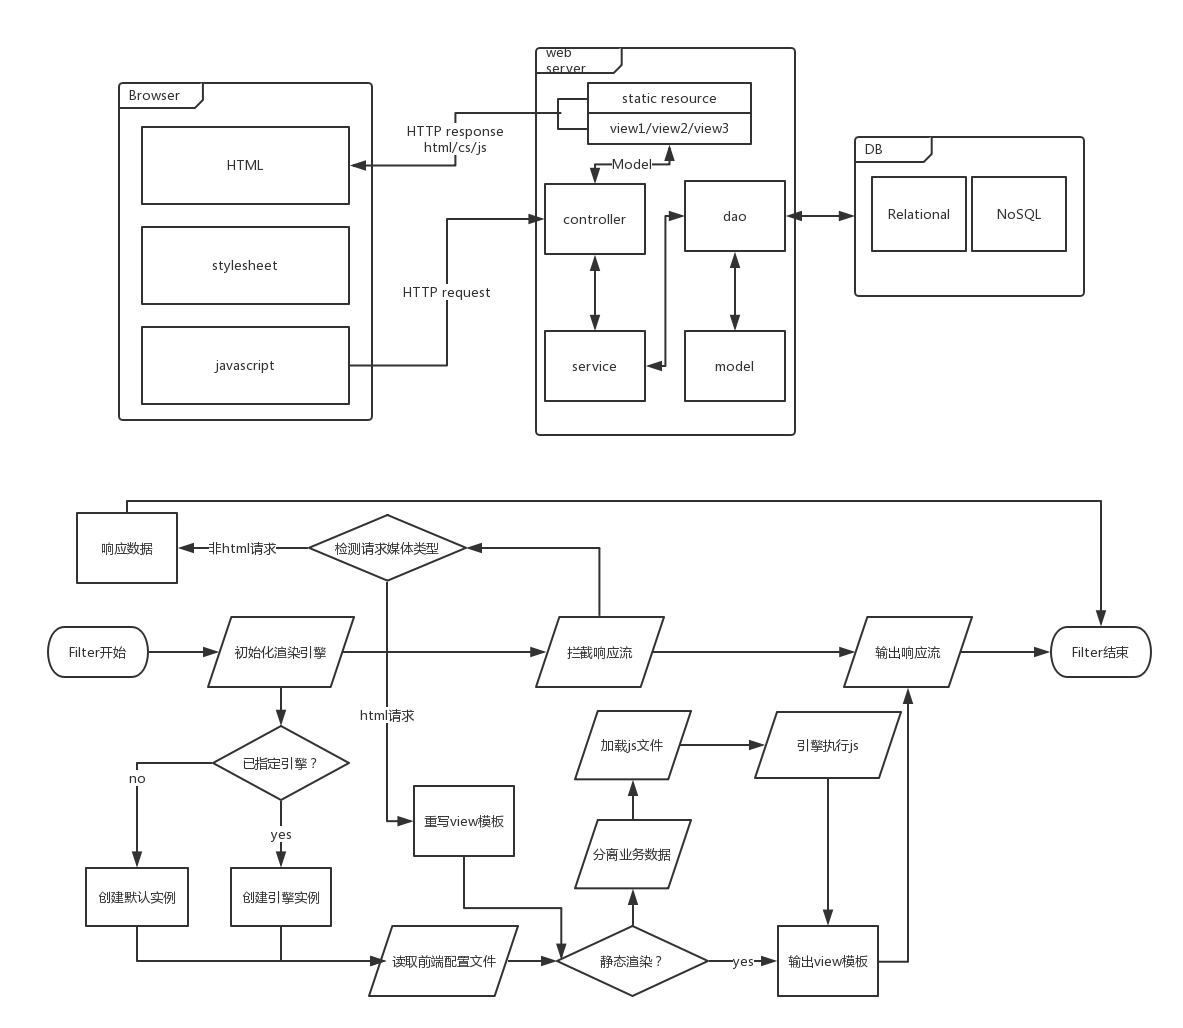 web
server
Browser
static resource
HTTP response
html/cs/js
view1/view2/view3
DB
HTML
Model
controller
dao
Relational
NoSQL
stylesheet
HTTP request
javascript
service
model
响应数据
非html请求
检测请求媒体类型
Filter开始
初始化渲染引擎
拦截响应流
输出响应流
Filter结束
html请求
加载js文件
引擎执行js
已指定引擎？
no
重写view模板
yes
分离业务数据
创建默认实例
创建引擎实例
读取前端配置文件
静态渲染？
yes
输出view模板